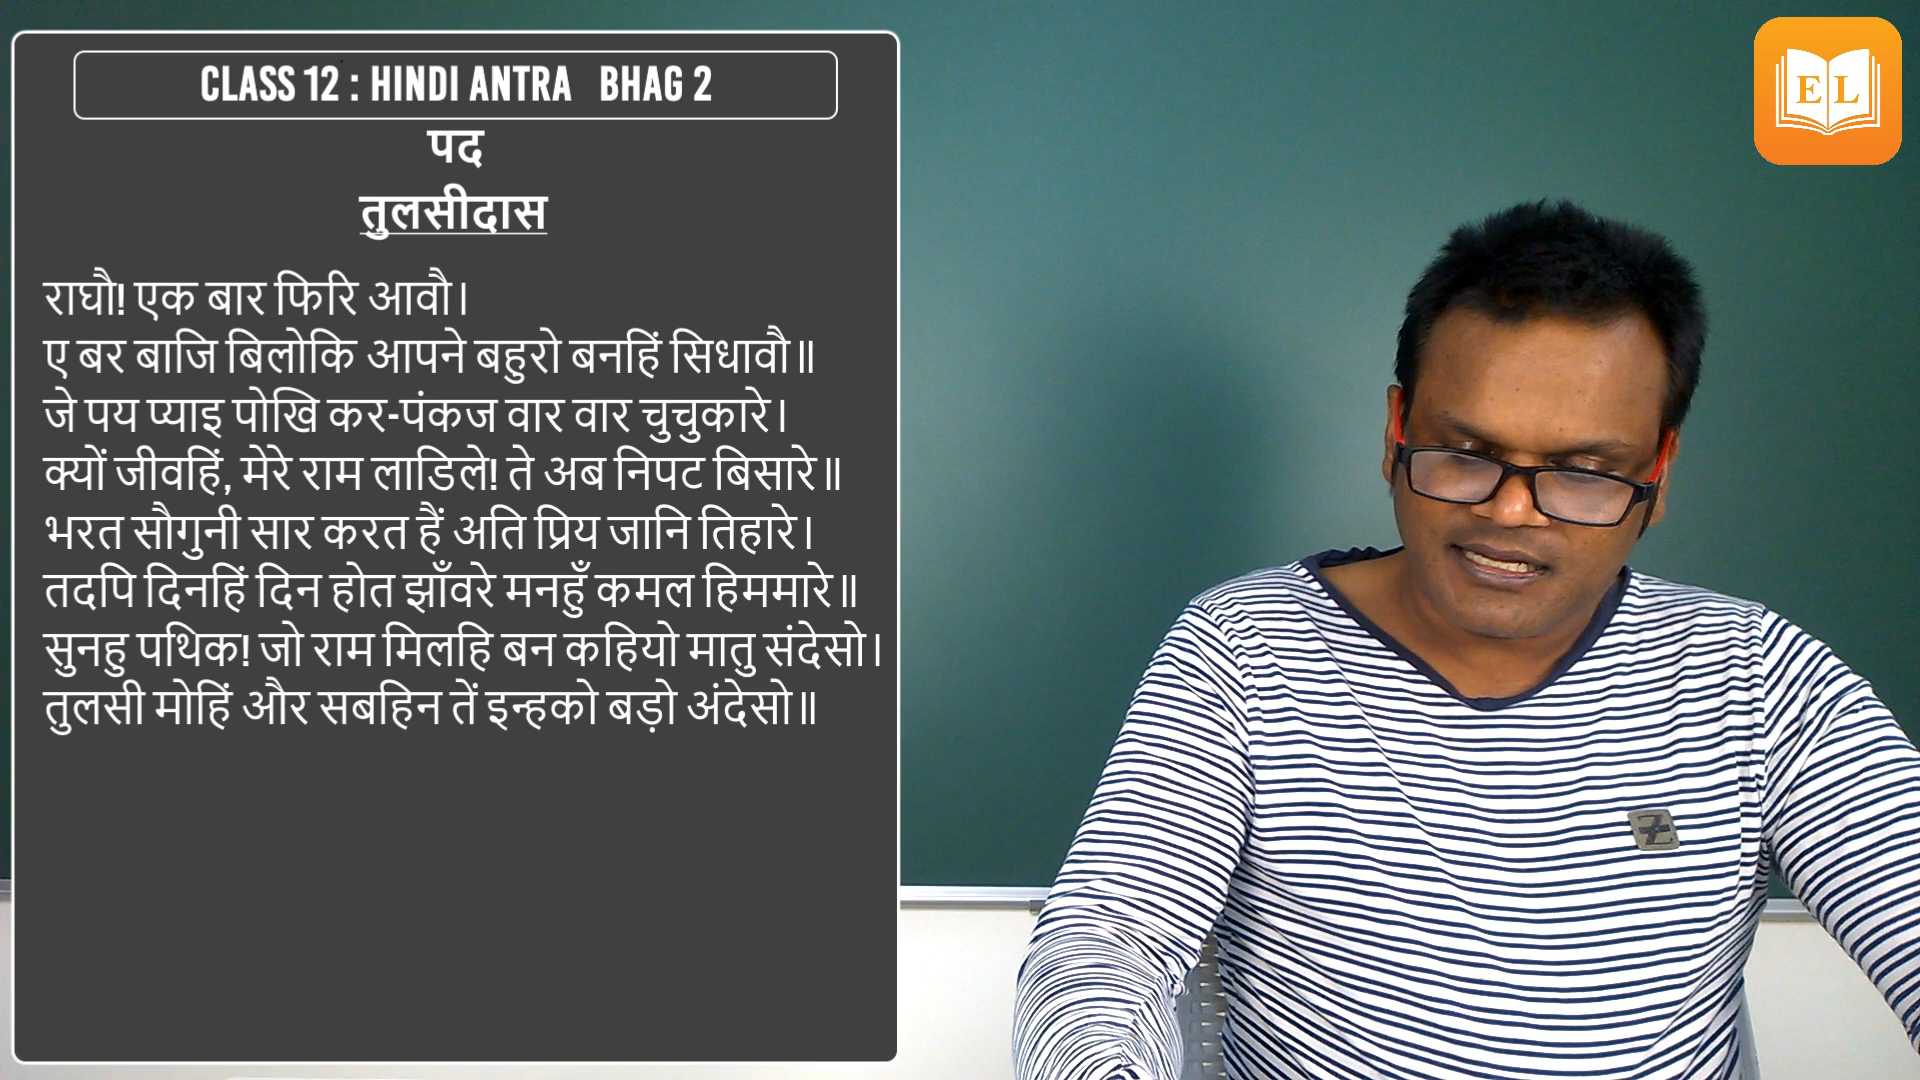 CLASS 12 : HINDI ANTRA BHAG 2
पद
तुलसीदास
राघौ! एक बार फिरि आवौ।
ए बर बाजि बिलोकि आपने बहुरो बनहिं सिधावौ॥
जे पय प्याइ पोखि कर-पंकज वार वार चुचुकारे।
क्यों जीवहिं, मेरे राम लाडिले! ते अब निपट बिसारे॥
भरत सौगुनी सार करत हैं अति प्रिय जानि तिहारे।
तदपि दिनहिं दिन होत झाँवरे मनहुँ कमल हिममारे॥
सुनहु पथिक! जो राम मिलहि बन कहियो मातु संदेसो।
तुलसी मोहिं और सबहिन तें इन्हको बड़ो अंदेसो॥
E L
Z